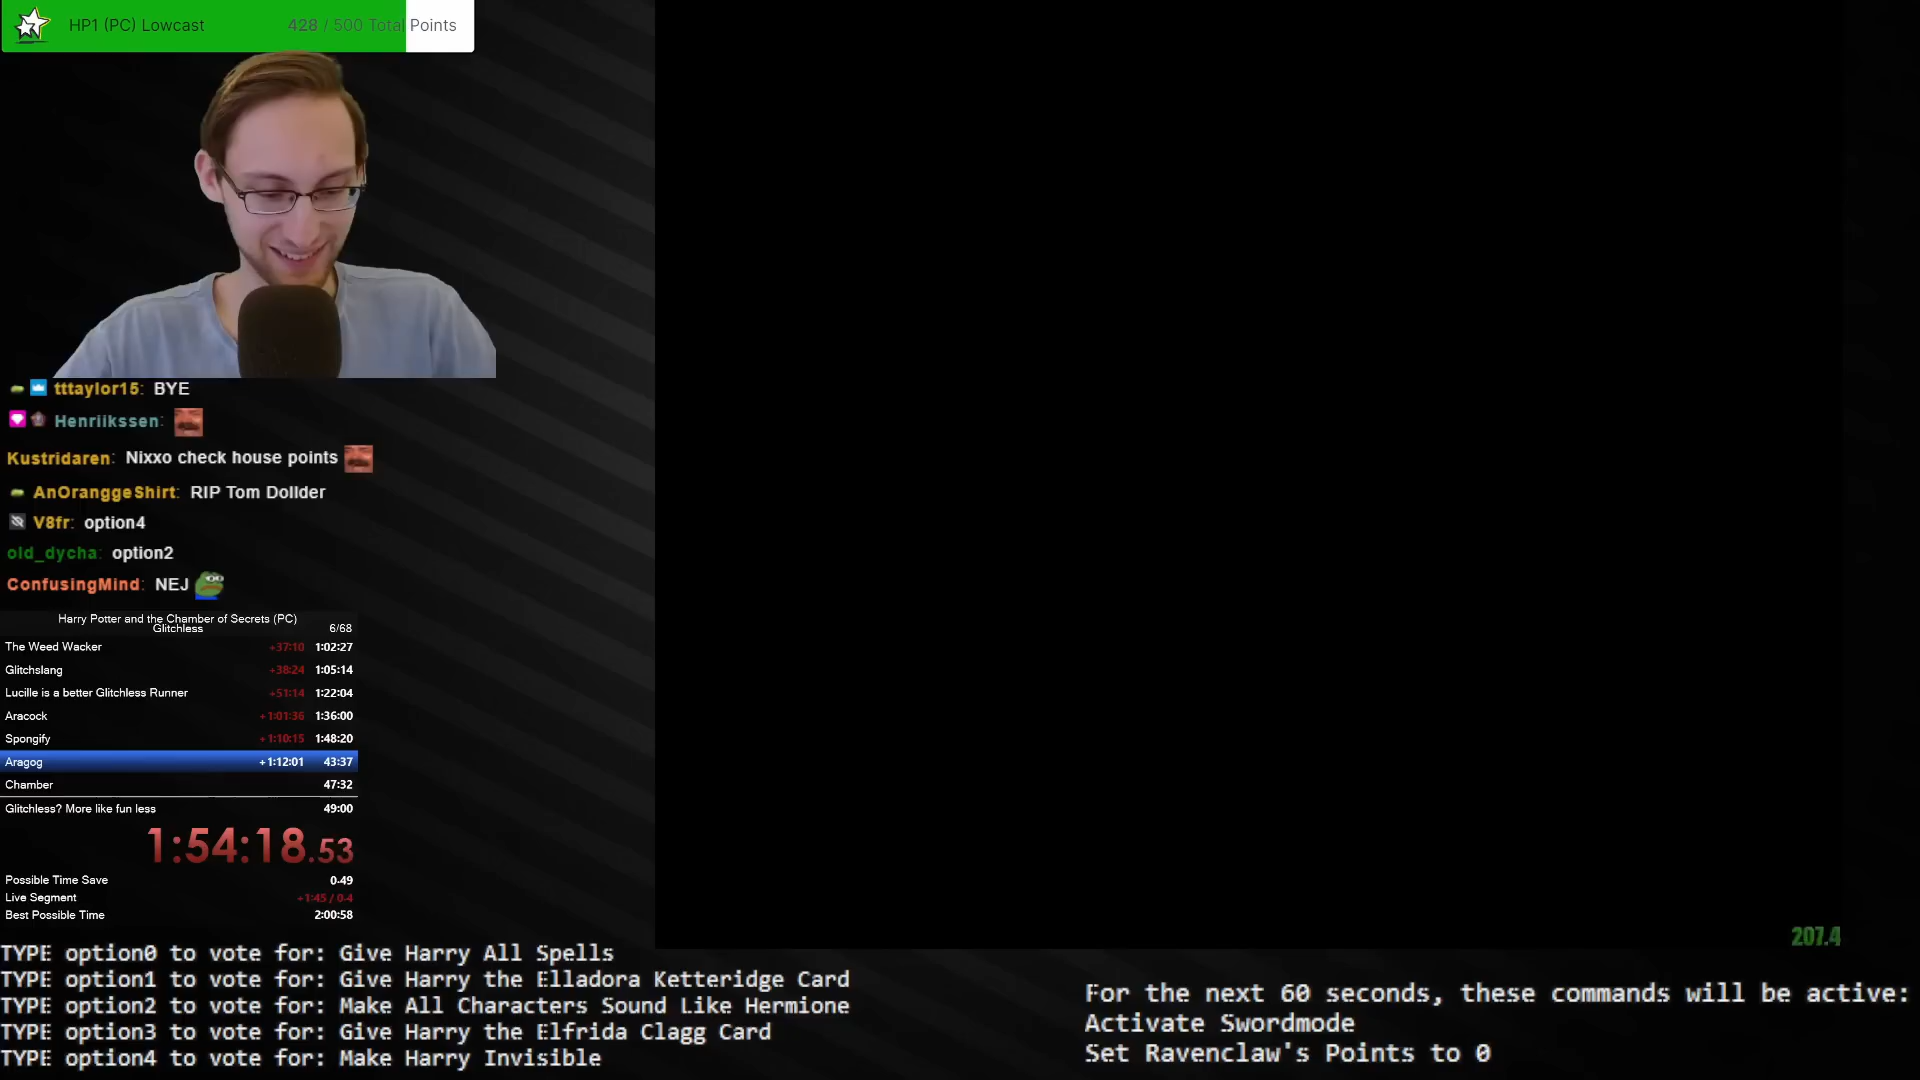 HP1 (PC) Lowcast 428 / 500 Total Points
tttaylor15: BYE
Henriikssen:
Kustridaren: Nixxo check house points
AnOranggeShirt: RIP Tom Dollder
V8fr: option4
old_dycha: option2
ConfusingMind: NEJ
Harry Potter and the Chamber of Secrets (PC)
Glitchless 6/68
The Weed Wacker +37:10 1:02:27
Glitchslang +38:24 1:05:14
Lucille is a better Glitchless Runner +51:14 1:22:04
Aracock +1:01:36 1:36:00
Spongify +1:10:15 1:48:20
Aragog +1:12:01 43:37
Chamber 47:32
Glitchless? More like fun less 49:00
1:54:18.53
Possible Time Save 0.49
Live Segment +1:45 / 0.4
Best Possible Time 2:00:58
TYPE option0 to vote for: Give Harry All Spells
TYPE option1 to vote for: Give Harry the Elladora Ketteridge Card
TYPE option2 to vote for: Make All Characters Sound Like Hermione
TYPE option3 to vote for: Give Harry the Elfrida Clagg Card
TYPE option4 to vote for: Make Harry Invisible
207.4
For the next 60 seconds, these commands will be active:
Activate Swordmode
Set Ravenclaw's Points to 0